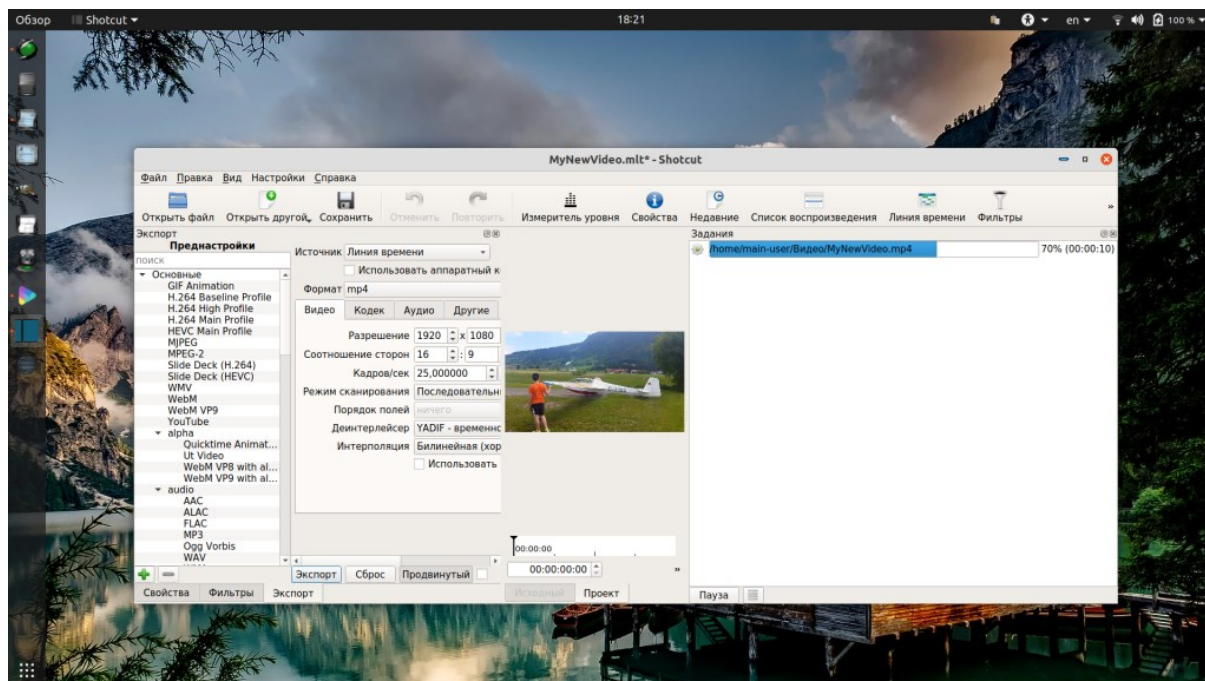 Обзор Shotcut 18:21 en 100 %
MyNewVideo.mlt* - Shotcut
Файл Правка Вид Настройки Справка
Открыть файл Открыть другой, Сохранить Отменить Повторить Измеритель уровня Свойства Недавние Список воспроизведения Линия времени Фильтры »
Экспорт
Преднастройки
поиск
Основные
GIF Animation
H.264 Baseline Profile
H.264 High Profile
H.264 Main Profile
HEVC Main Profile
MJPEG
MPEG-2
Slide Deck (H.264)
Slide Deck (HEVC)
WMV
WebM
WebM VP9
YouTube
alpha
Quicktime Animat...
Ut Video
WebM VP8 with al...
WebM VP9 with al...
audio
AAC
ALAC
FLAC
MP3
Ogg Vorbis
WAV
Источник Линия времени
Использовать аппаратный к
Формат mp4
Видео Кодек Аудио Другие
Разрешение 1920 x 1080
Соотношение сторон 16 : 9
Кадров/сек 25,000000
Режим сканирования Последовательн
Порядок полей ничего
Деинтерлейсер YADIF - временнс
Интерполяция Билинейная (хор
Использовать
Экспорт Сброс Продвинутый
Свойства Фильтры Экспорт
00:00:00
00:00:00:00 »
Исходный Проект
Задания
/home/main-user/Видео/MyNewVideo.mp4 70% (00:00:10)
Пауза